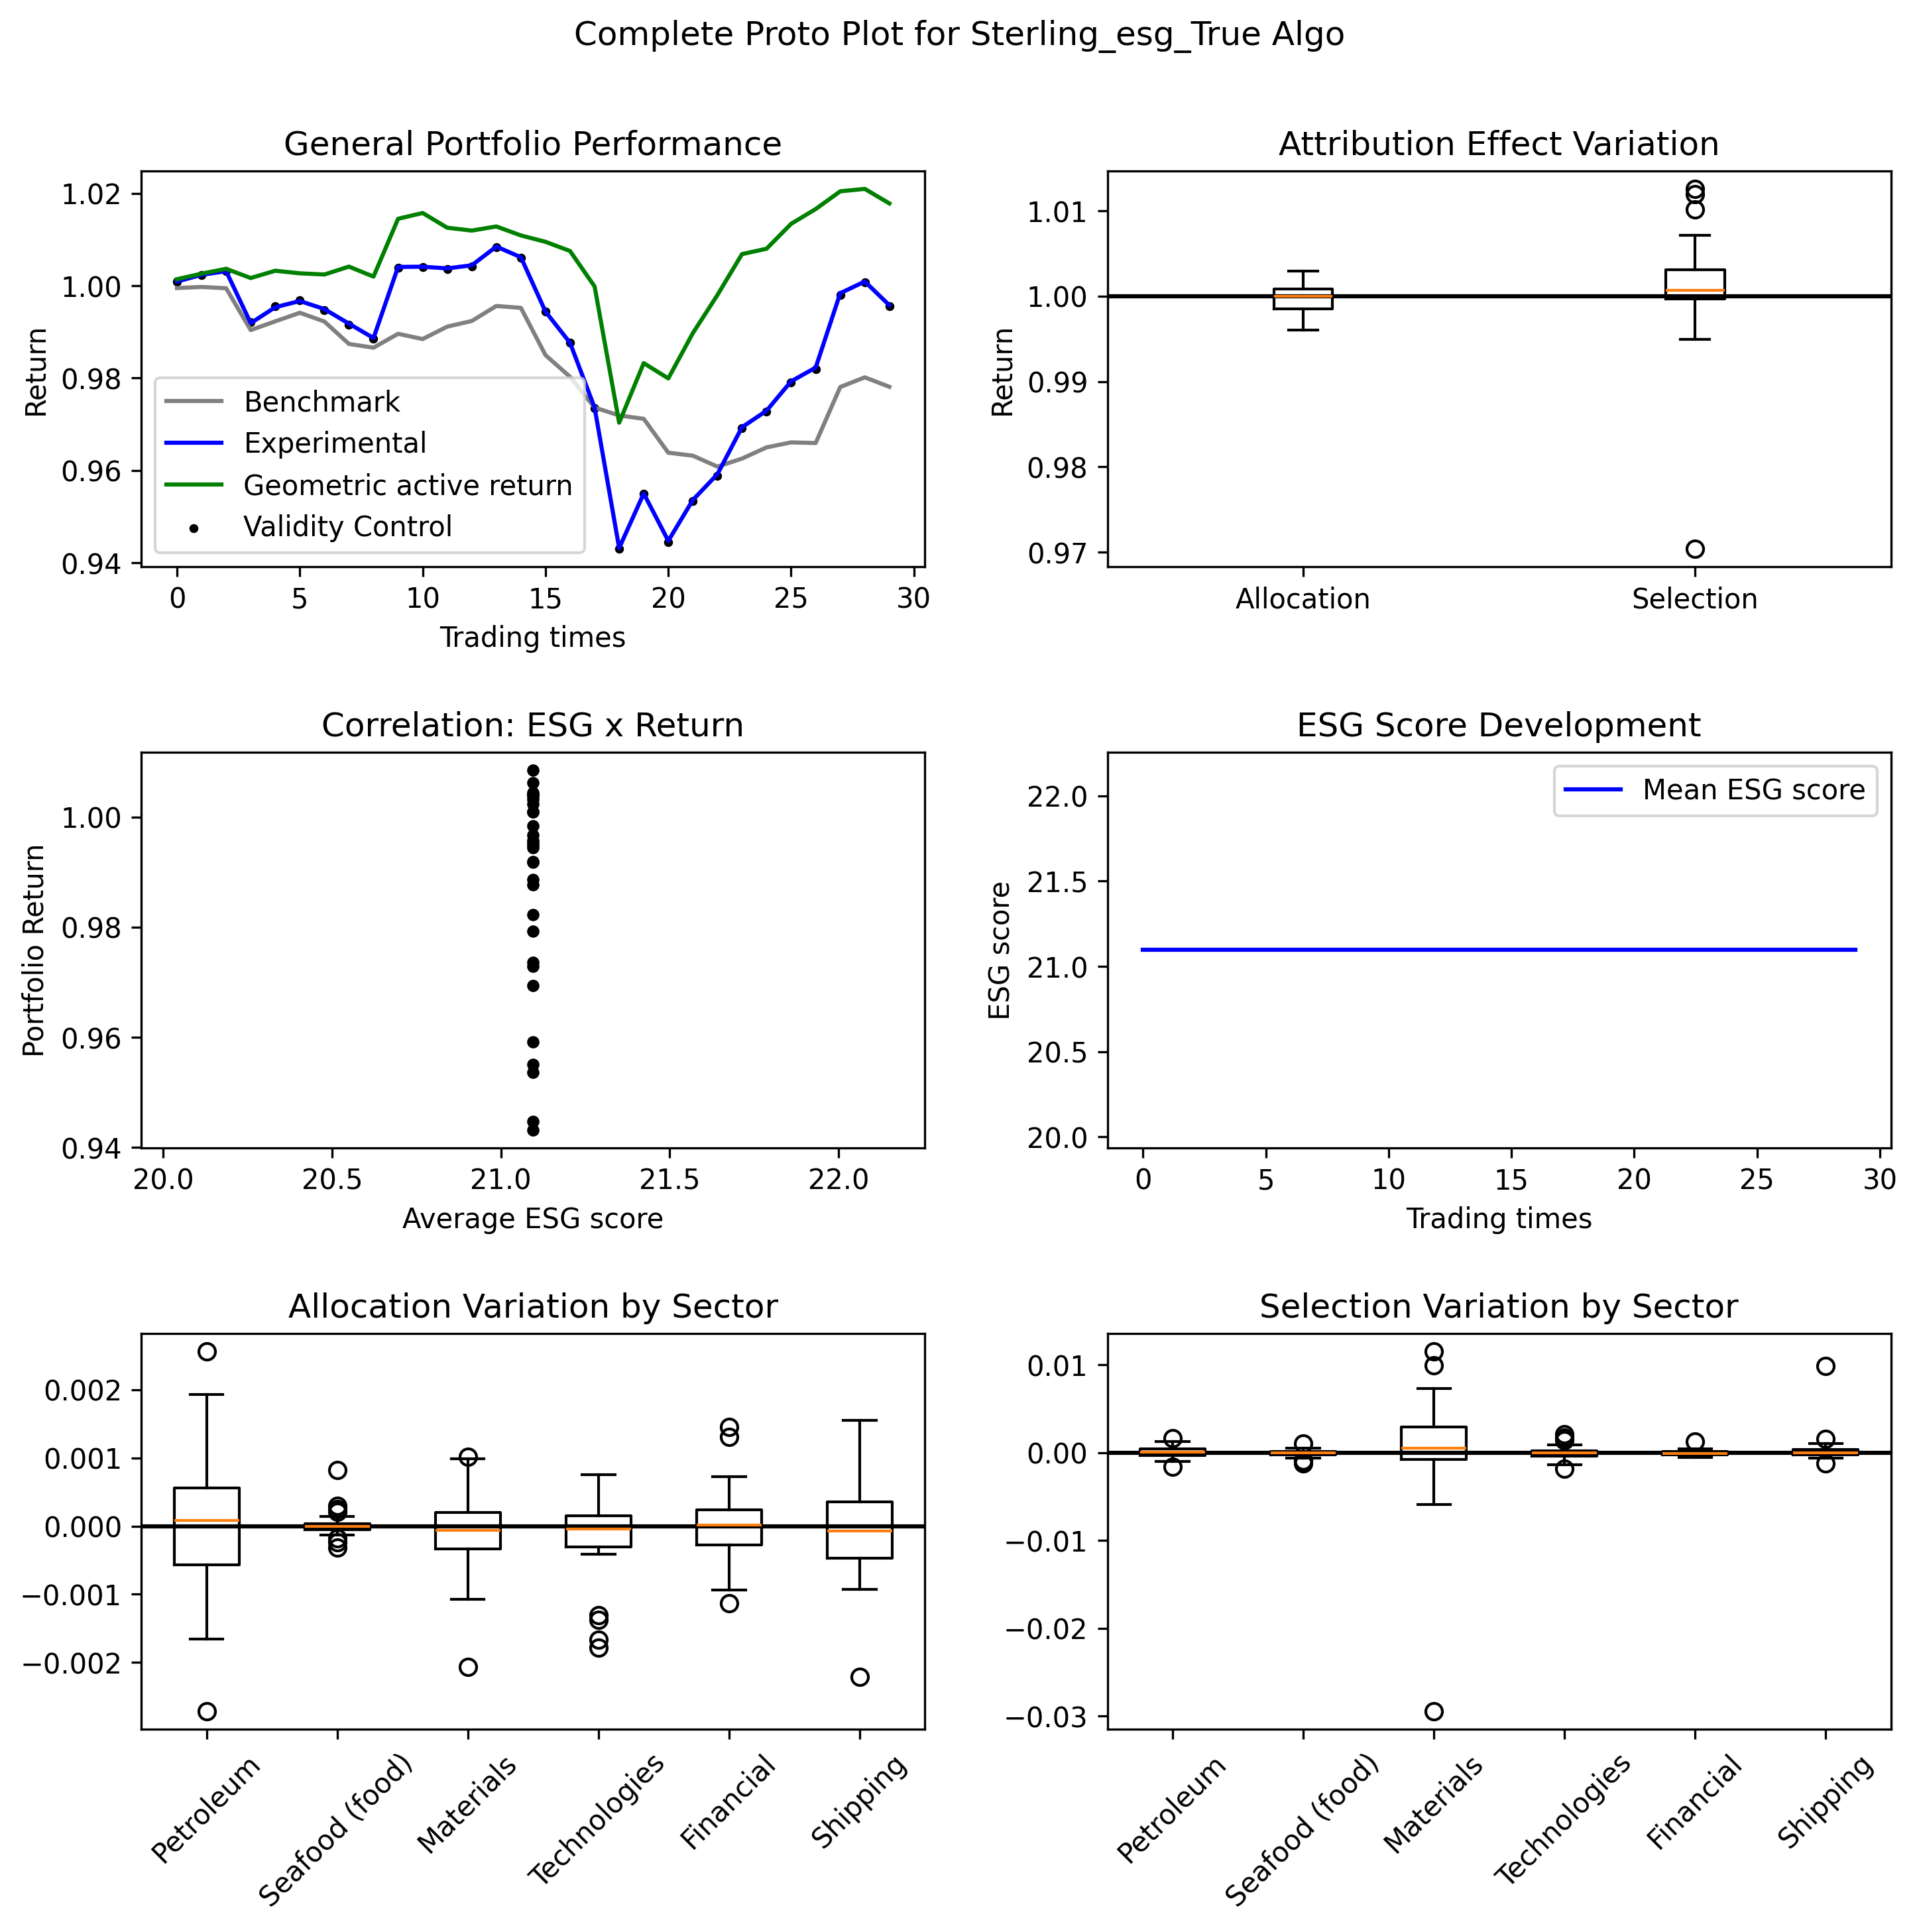 Complete Proto Plot for Sterling_esg_True Algo
General Portfolio Performance
Return
1.02
1.00
0.98
0.96
0.94
Benchmark
Experimental
Geometric active return
Validity Control
0 5 10 15 20 25 30
Trading times
Attribution Effect Variation
Return
1.01
1.00
0.99
0.98
0.97
Allocation Selection
Correlation: ESG x Return
Portfolio Return
1.00
0.98
0.96
0.94
20.0 20.5 21.0 21.5 22.0
Average ESG score
ESG Score Development
ESG score
22.0
21.5
21.0
20.5
20.0
Mean ESG score
0 5 10 15 20 25 30
Trading times
Allocation Variation by Sector
0.002
0.001
0.000
−0.001
−0.002
Petroleum
Seafood (food)
Materials
Technologies
Financial
Shipping
Selection Variation by Sector
0.01
0.00
−0.01
−0.02
−0.03
Petroleum
Seafood (food)
Materials
Technologies
Financial
Shipping